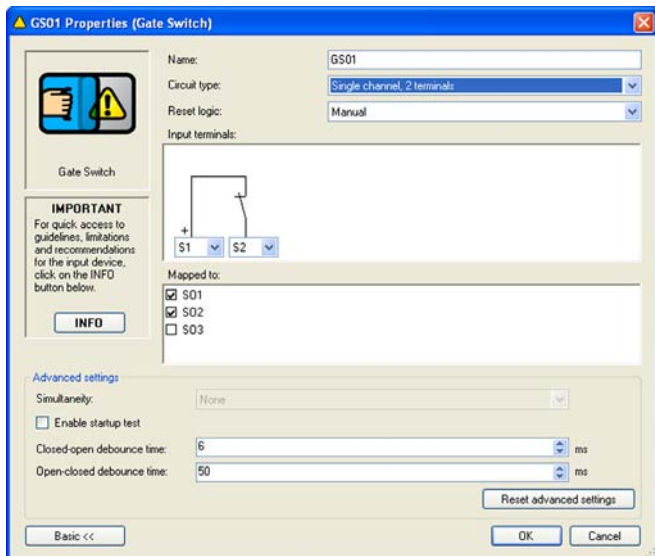 GS01 Properties (Gate Switch)
Gate Switch
IMPORTANT
For quick access to
guidelines, limitations
and recommendations
for the input device,
click on the INFO
button below.
INFO
Name: GS01
Circuit type: Single channel, 2 terminals
Reset logic: Manual
Input terminals:
+
S1 S2
Mapped to:
SO1
SO2
SO3
Advanced settings
Simultaneity: None
Enable startup test
Closed-open debounce time: 6 ms
Open-closed debounce time: 50 ms
Reset advanced settings
Basic << OK Cancel